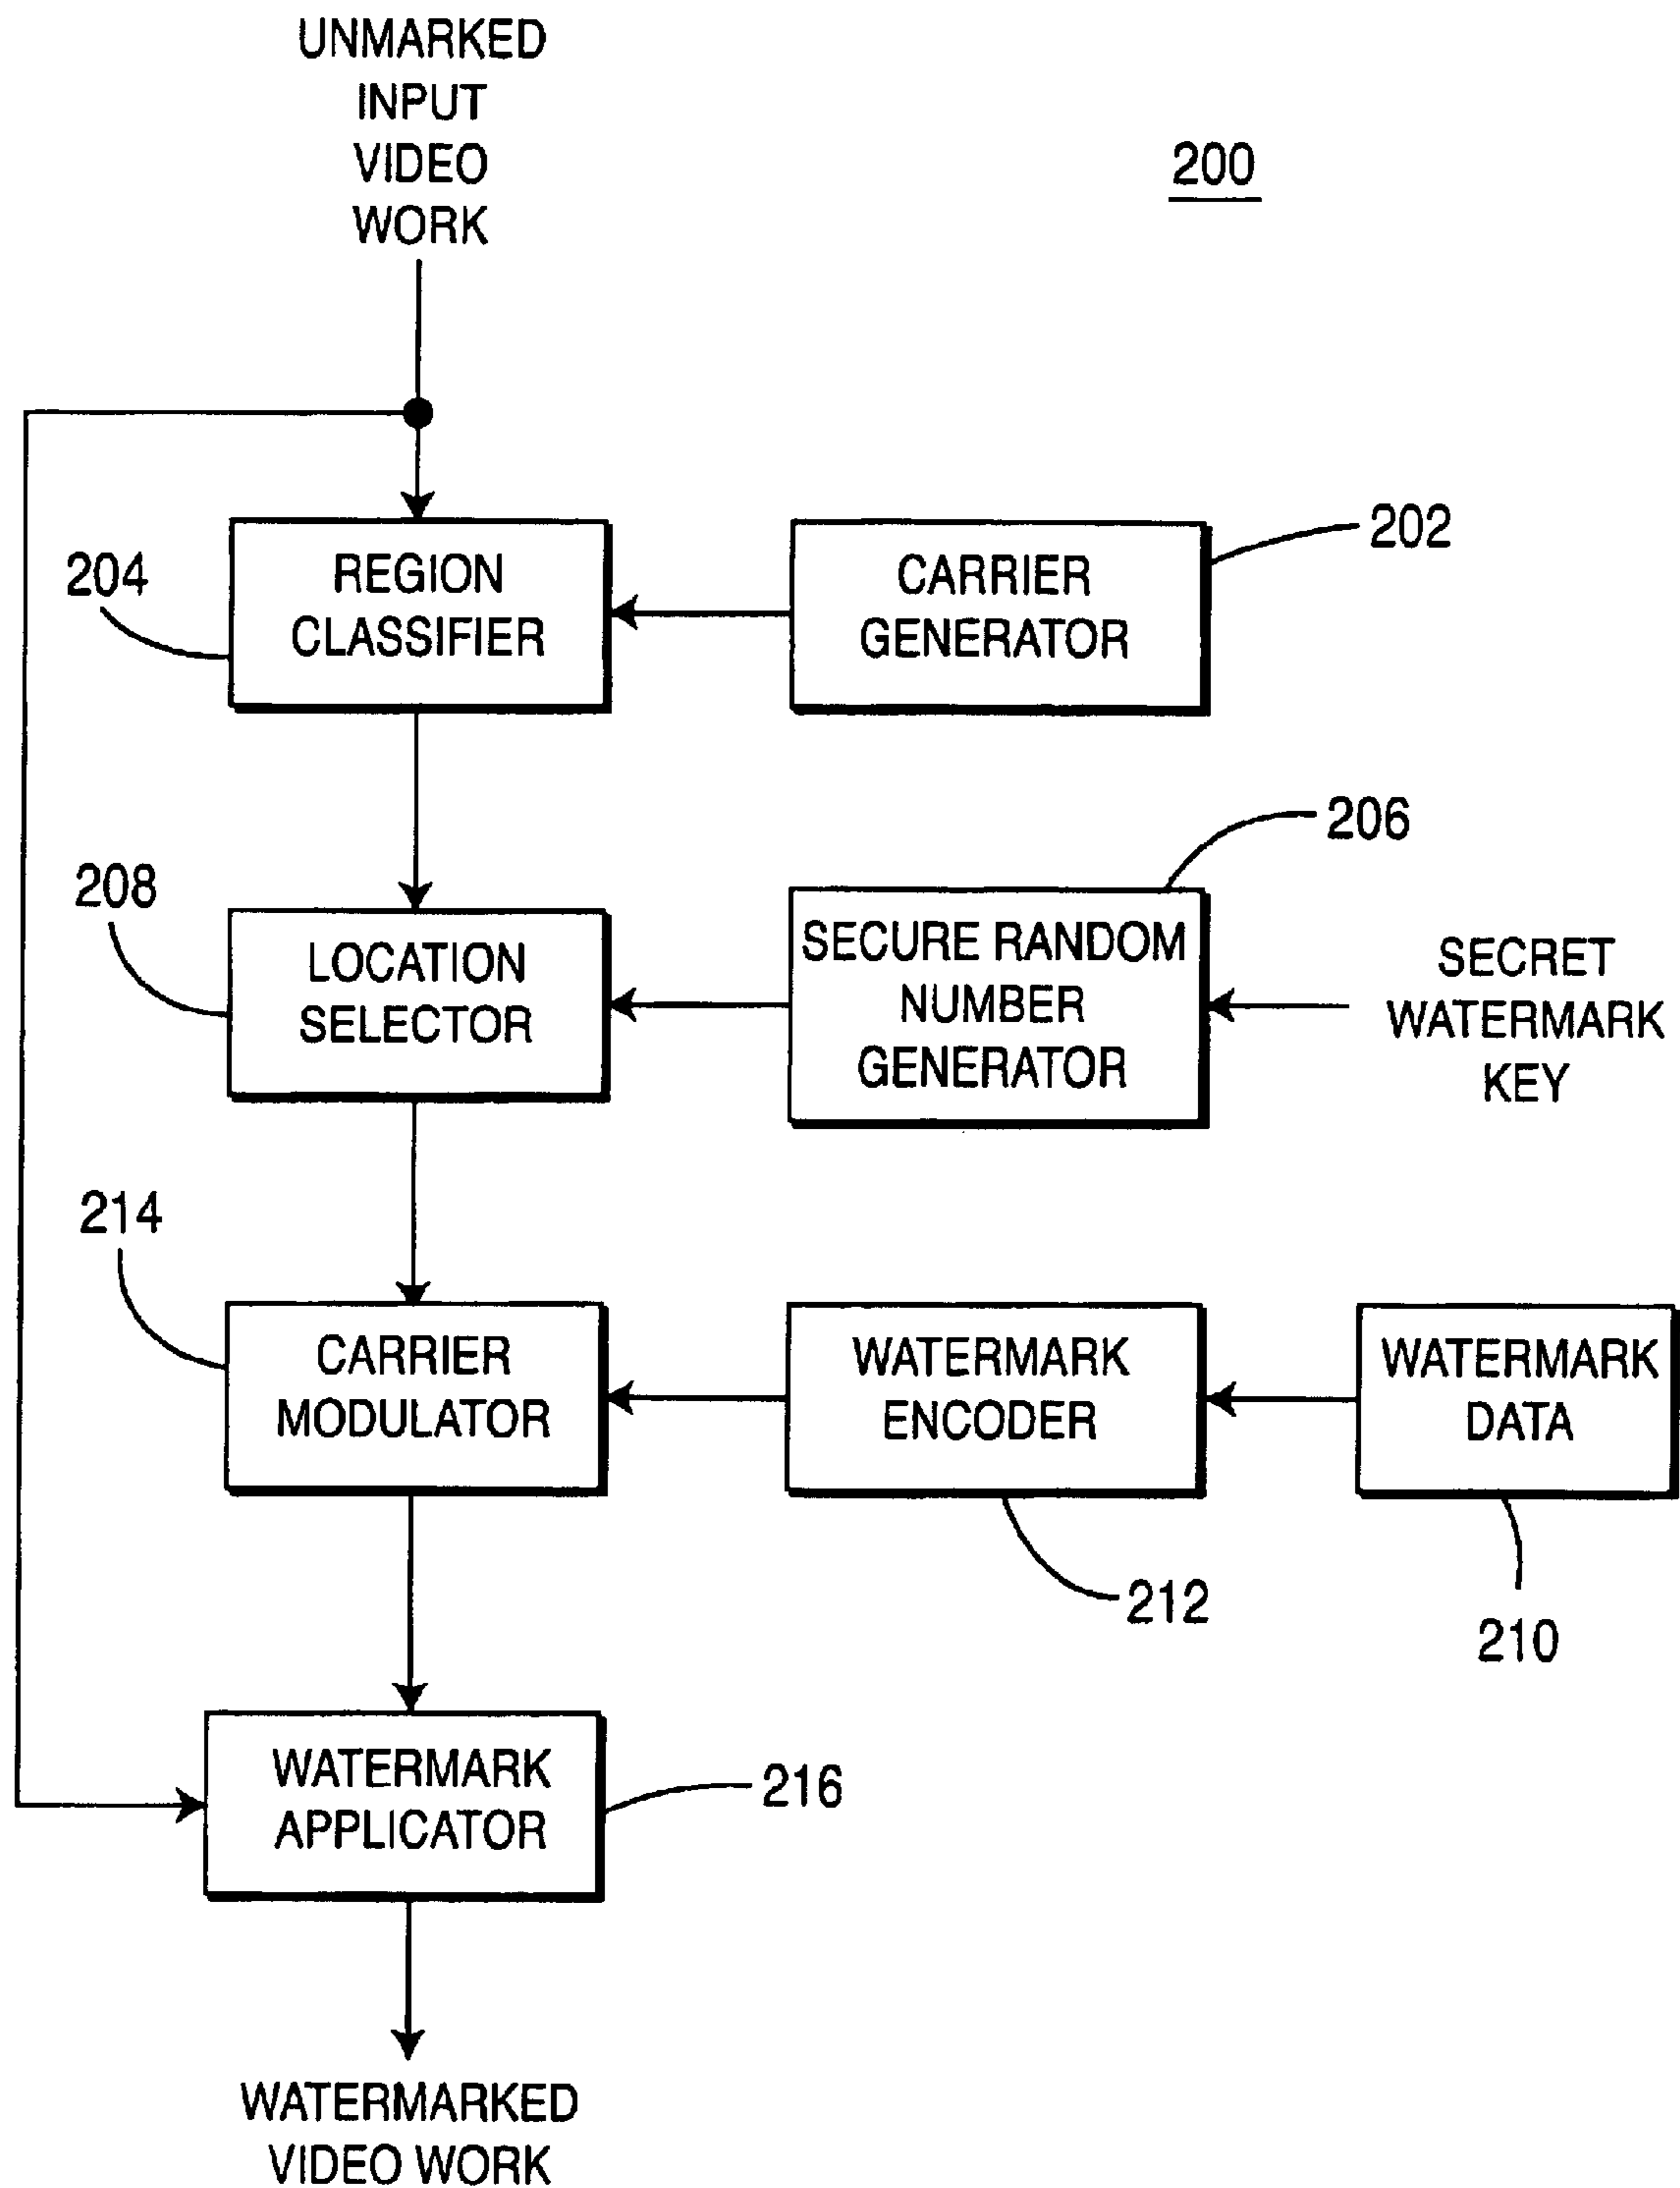 UNMARKED
INPUT
VIDEO
WORK
200
REGION
CLASSIFIER
204
CARRIER
GENERATOR
202
LOCATION
SELECTOR
208
SECURE RANDOM
NUMBER
GENERATOR
206
SECRET
WATERMARK
KEY
CARRIER
MODULATOR
214
WATERMARK
ENCODER
212
WATERMARK
DATA
210
WATERMARK
APPLICATOR
216
WATERMARKED
VIDEO WORK